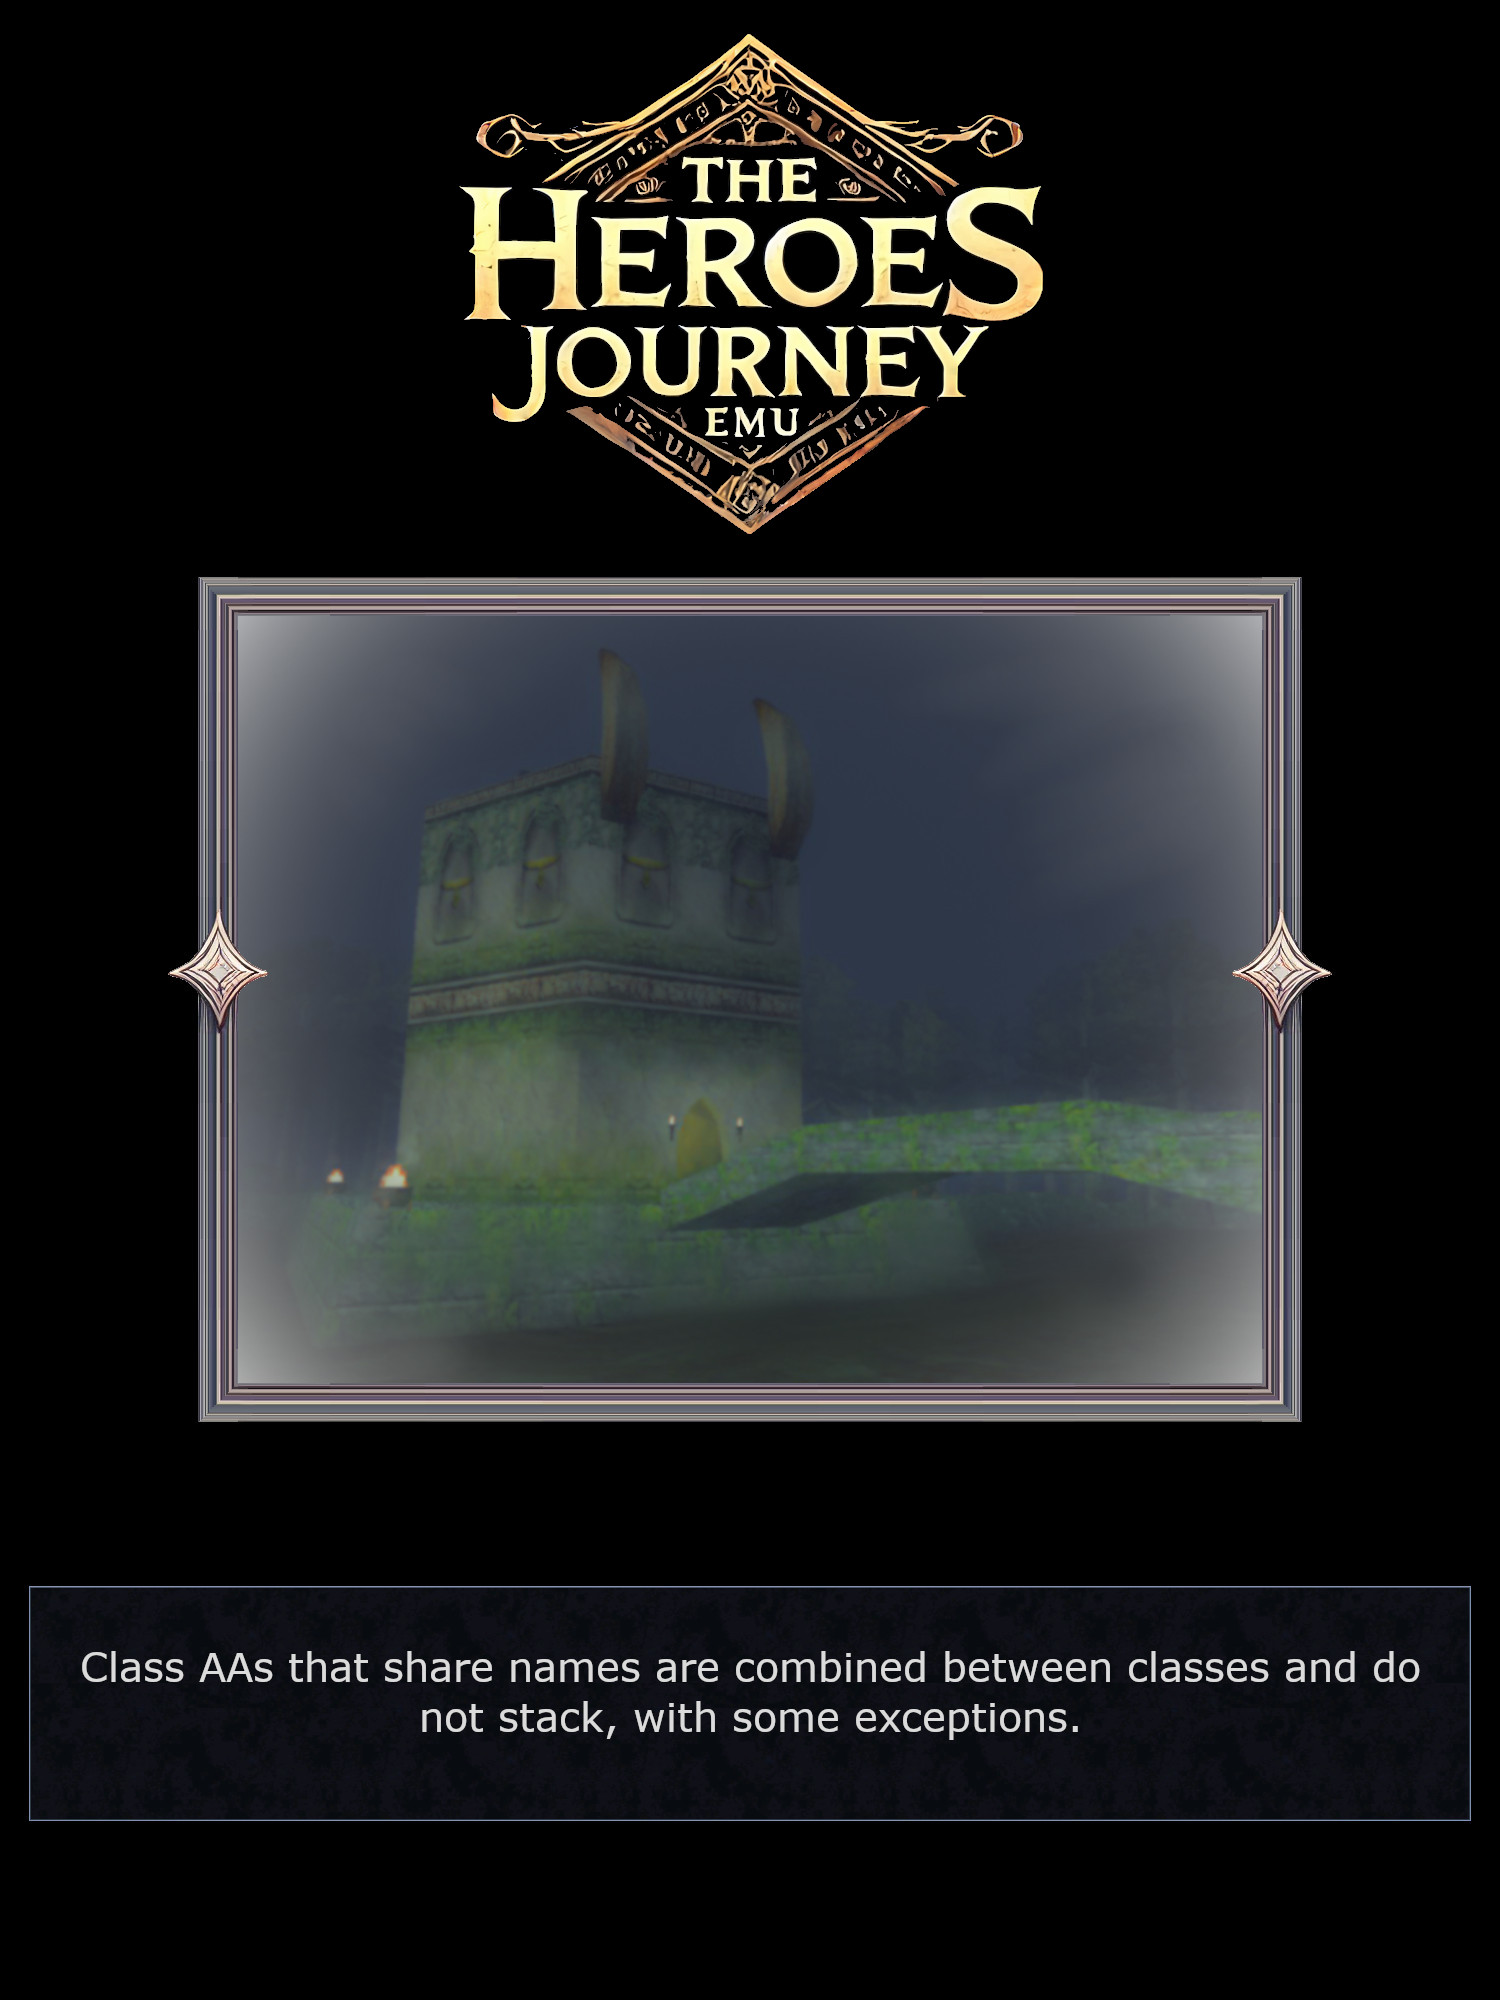 THE
HEROES
JOURNEY
EMU
Class AAs that share names are combined between classes and do
not stack, with some exceptions.